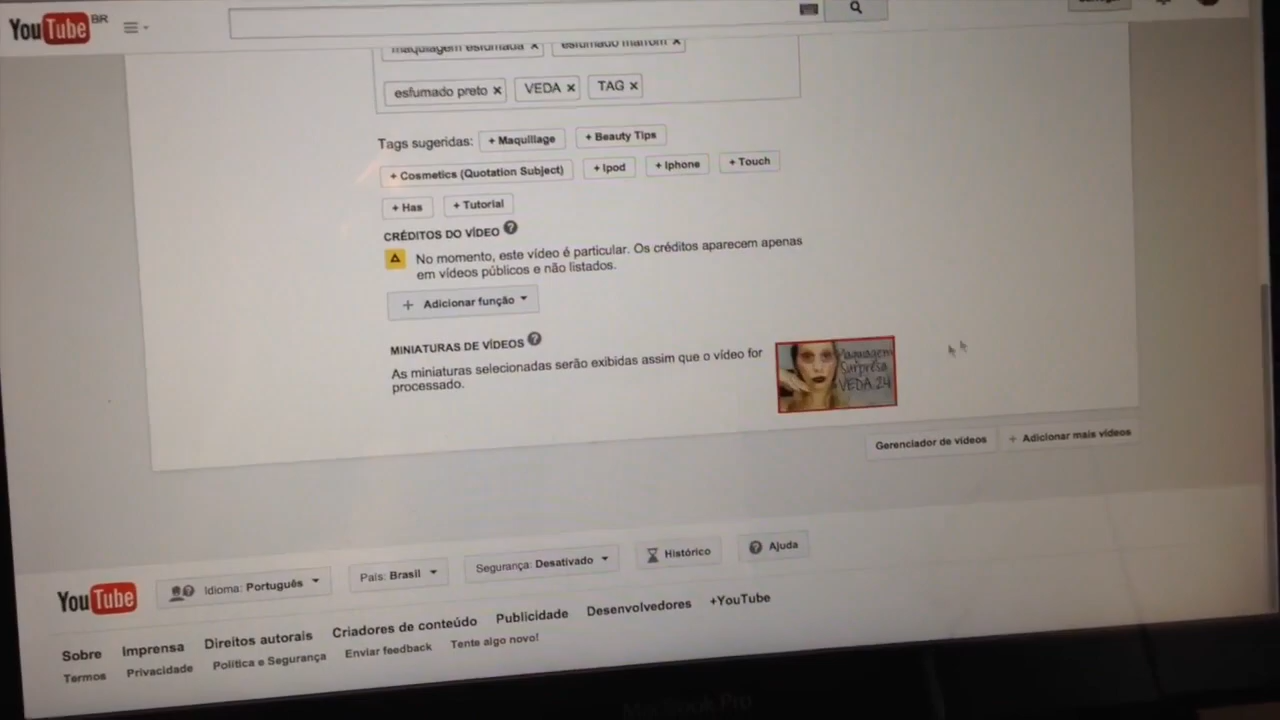 YouTube BR
maquiagem esfumada × esfumado marrom ×
esfumado preto × VEDA × TAG ×
Tags sugeridas: + Maquillage + Beauty Tips
+ Cosmetics (Quotation Subject) + Ipod + Iphone + Touch
+ Has + Tutorial
CRÉDITOS DO VÍDEO ?
No momento, este vídeo é particular. Os créditos aparecem apenas
em vídeos públicos e não listados.
+ Adicionar função
MINIATURAS DE VÍDEOS ?
As miniaturas selecionadas serão exibidas assim que o vídeo for
processado.
Maquiagem
Surpresa
VEDA 24
Gerenciador de vídeos + Adicionar mais vídeos
YouTube Idioma: Português País: Brasil Segurança: Desativado Histórico ? Ajuda
Sobre Imprensa Direitos autorais Criadores de conteúdo Publicidade Desenvolvedores +YouTube
Termos Privacidade Política e Segurança Enviar feedback Tente algo novo!
MacBook Pro